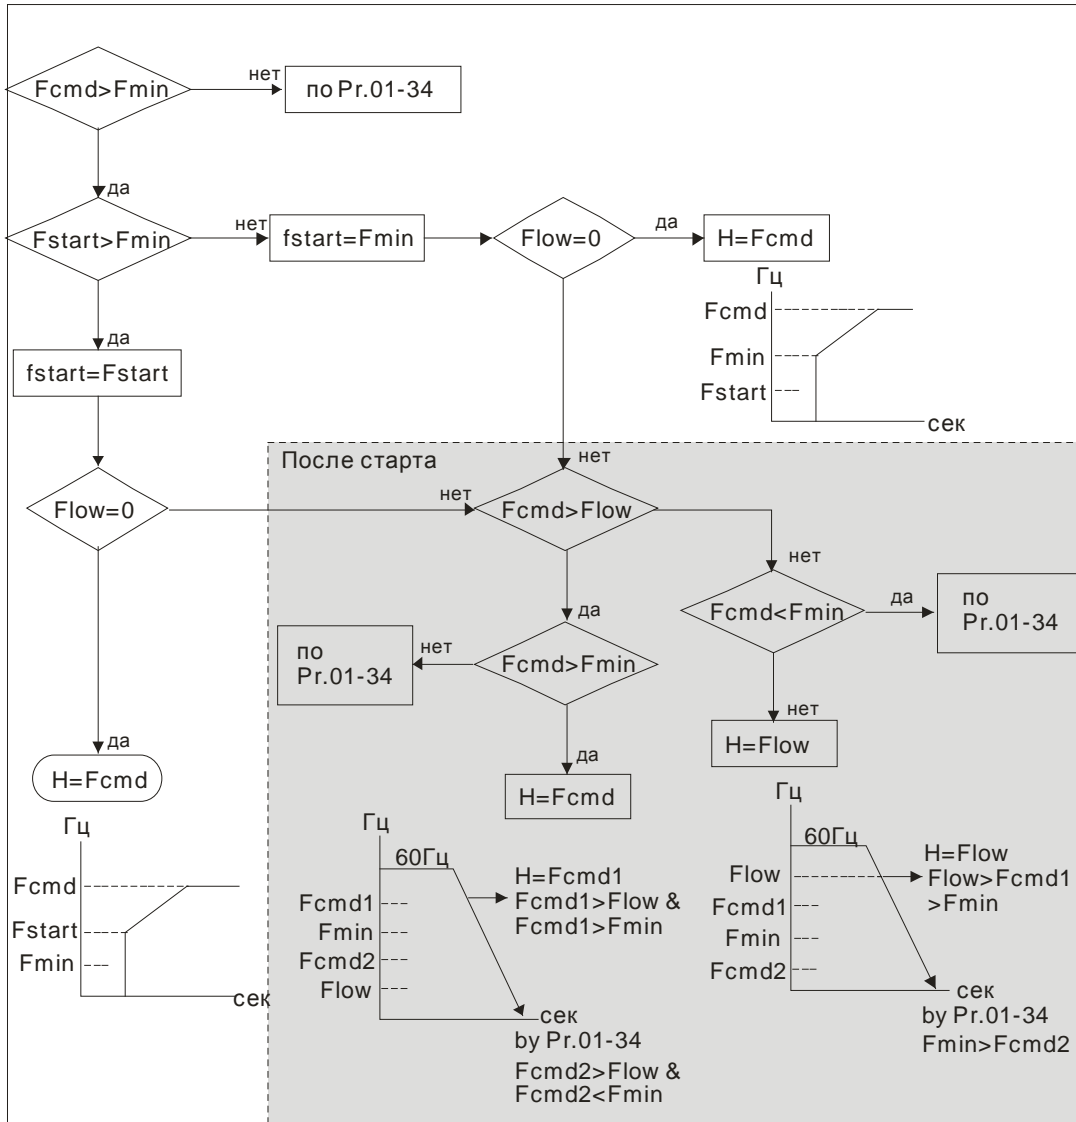 Fcmd>Fmin
нет
по Pr.01-34
да
Fstart>Fmin
нет
fstart=Fmin
Flow=0
да
H=Fcmd
Гц
Fcmd
Fmin
Fstart
сек
да
fstart=Fstart
После старта
нет
Flow=0
нет
Fcmd>Flow
нет
да
Fcmd<Fmin
да
по
Pr.01-34
по
Pr.01-34
нет
Fcmd>Fmin
нет
H=Flow
да
H=Fcmd
да
H=Fcmd
Гц
Fcmd
Fstart
Fmin
сек
Гц
60Гц
Fcmd1
Fmin
Fcmd2
Flow
H=Fcmd1
Fcmd1>Flow &
Fcmd1>Fmin
сек
by Pr.01-34
Fcmd2>Flow &
Fcmd2<Fmin
Гц
60Гц
Flow
Fcmd1
Fmin
Fcmd2
H=Flow
Flow>Fcmd1
>Fmin
сек
by Pr.01-34
Fmin>Fcmd2